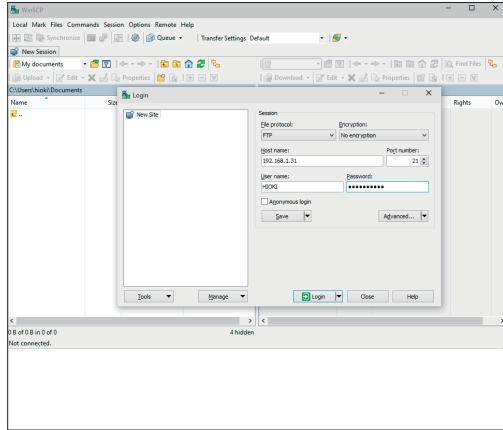 WinSCP
Local Mark Files Commands Session Options Remote Help
Synchronize Queue Transfer Settings Default
New Session
My documents Find Files
Upload Edit Properties Download Edit Properties
C:\Users\hioki\Documents
Name Size Rights Ow
..
Login
New Site
Session
File protocol: Encryption:
FTP No encryption
Host name: Port number:
192.168.1.31 21
User name: Password:
HIOKI ••••••••••
Anonymous login
Save Advanced...
Tools Manage Login Close Help
0 B of 0 B in 0 of 0 4 hidden
Not connected.